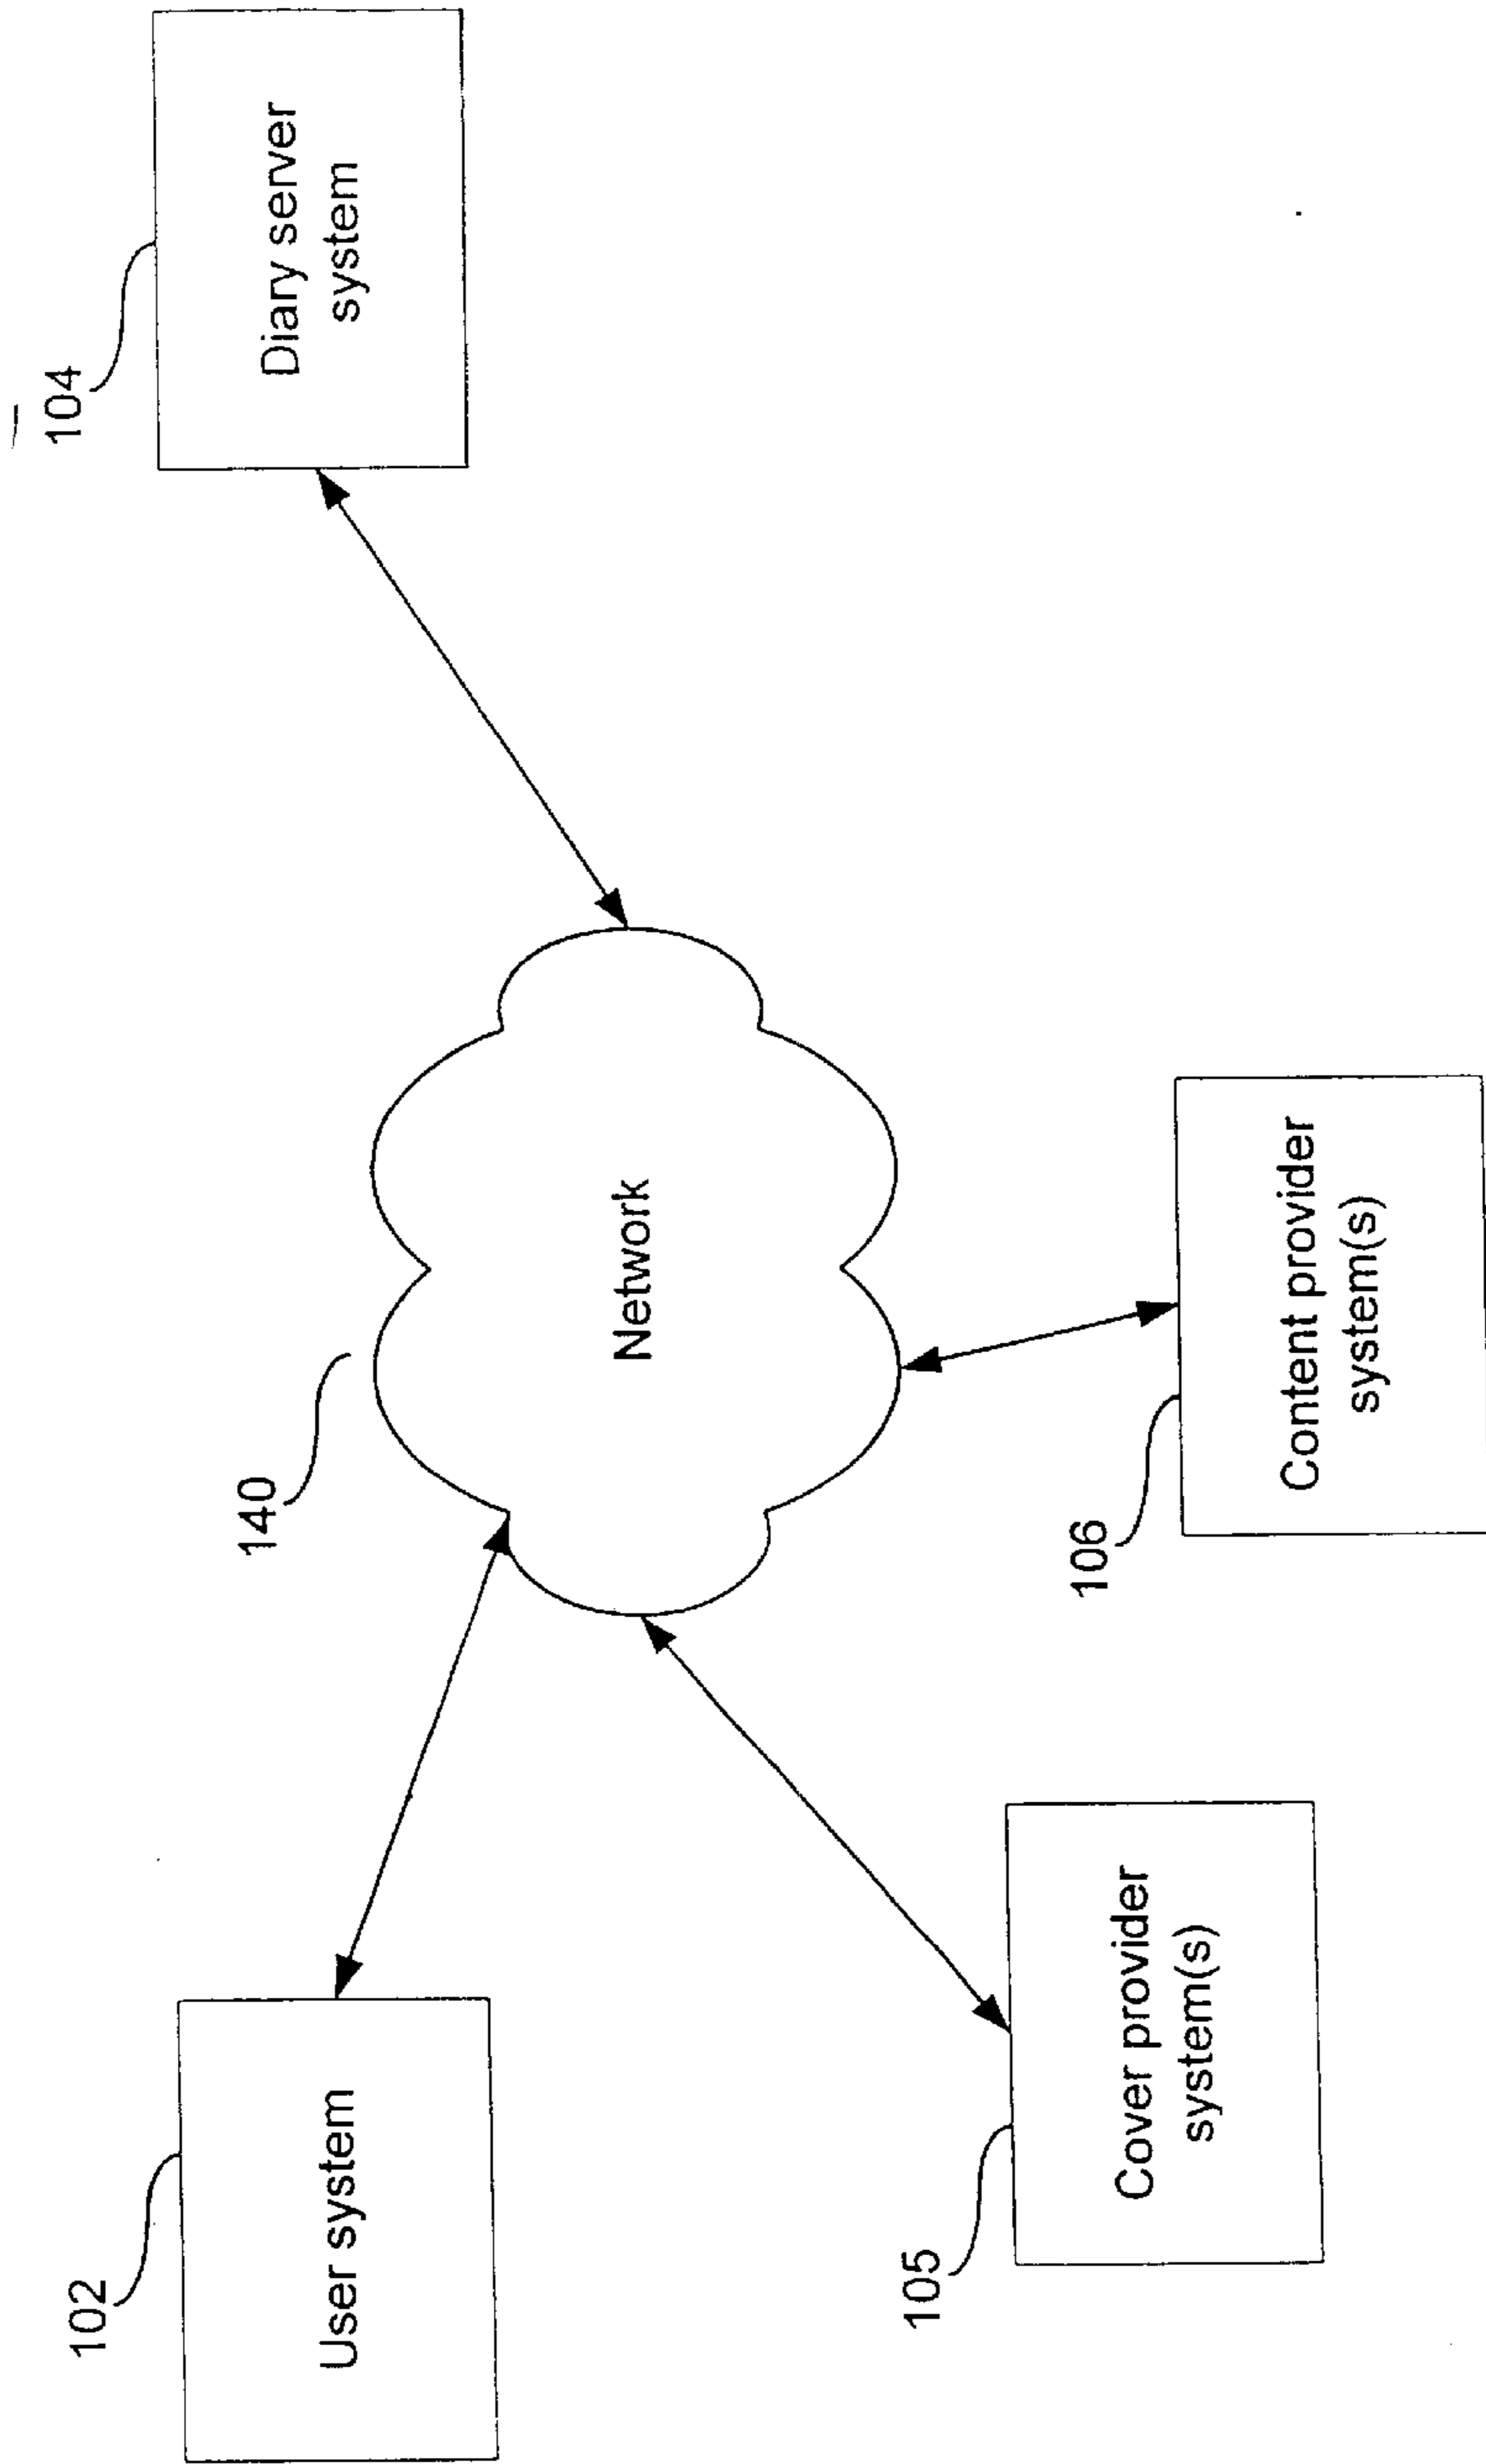 102
User system
140
Network
104
Diary server
system
105
Cover provider
system(s)
106
Content provider
system(s)